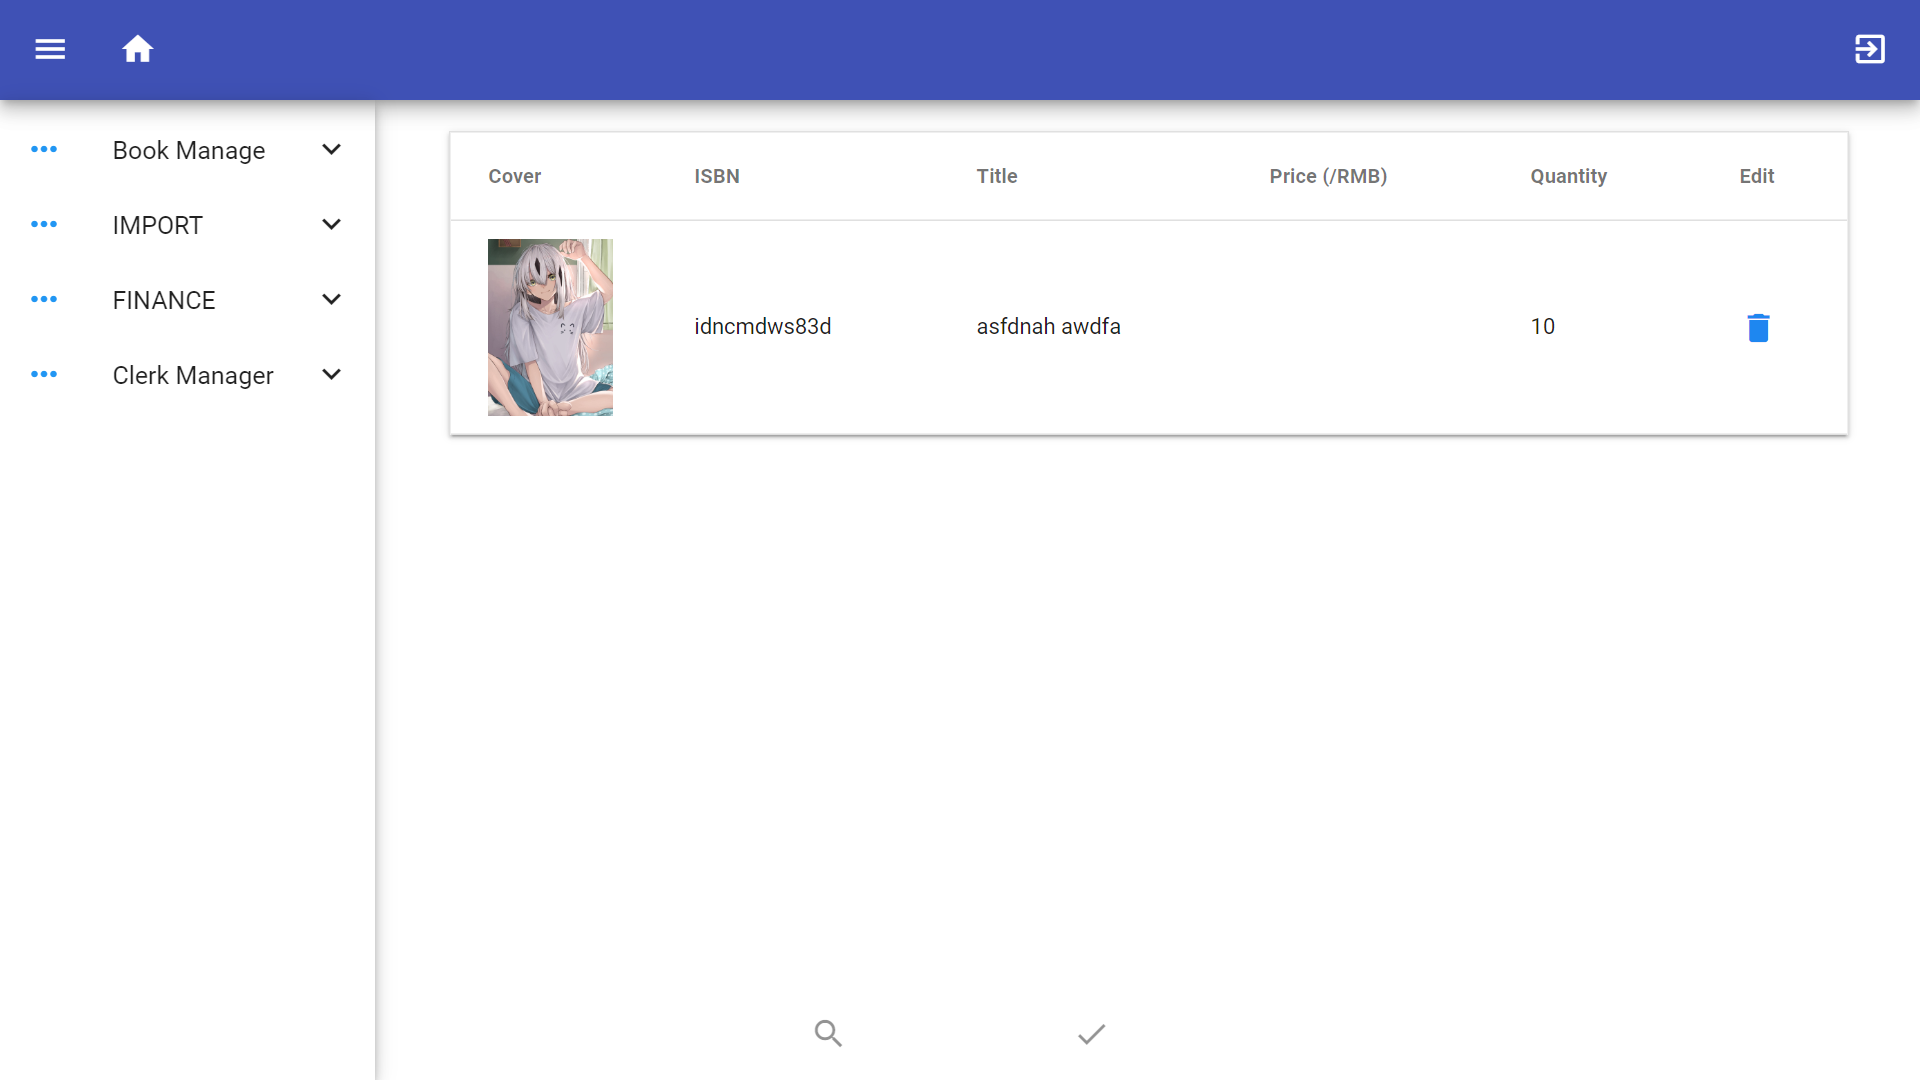 Book Manage
IMPORT
FINANCE
Clerk Manager
Cover ISBN Title Price (/RMB) Quantity Edit
idncmdws83d asfdnah awdfa 10